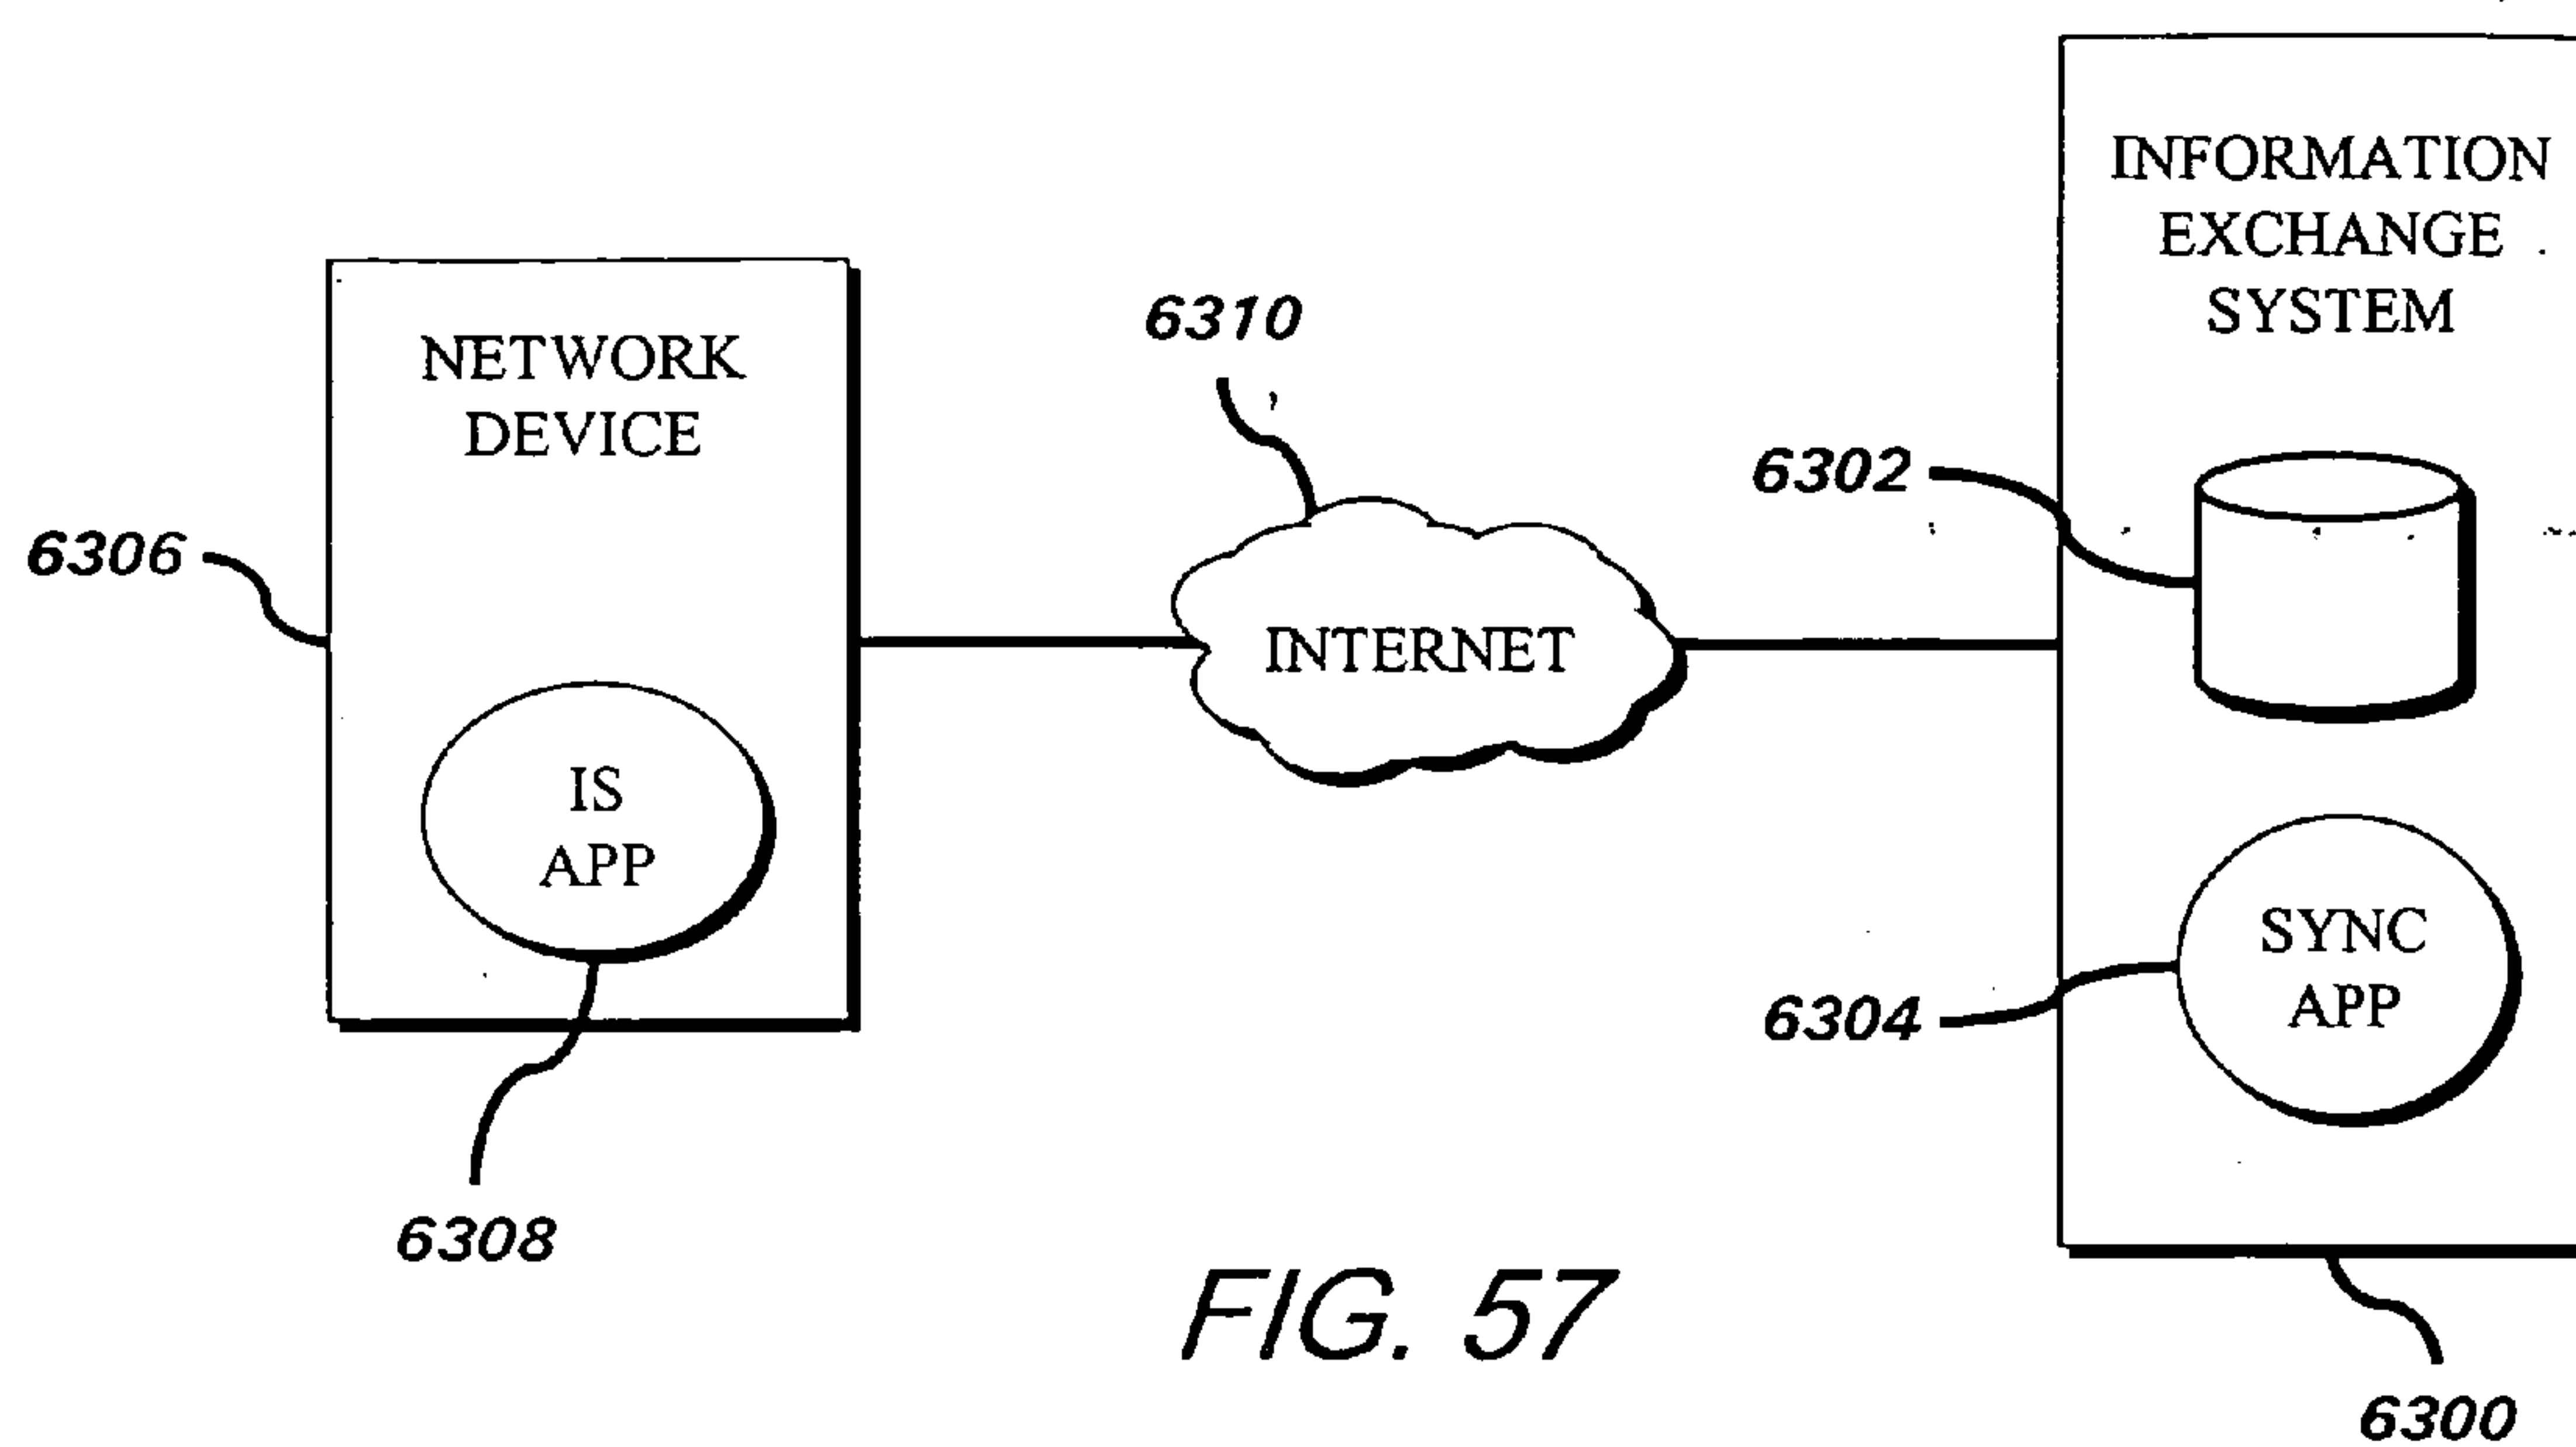 INFORMATION
EXCHANGE
SYSTEM
6310
NETWORK
DEVICE
6302
6306
INTERNET
IS
APP
SYNC
APP
6304
6308
FIG. 57
6300